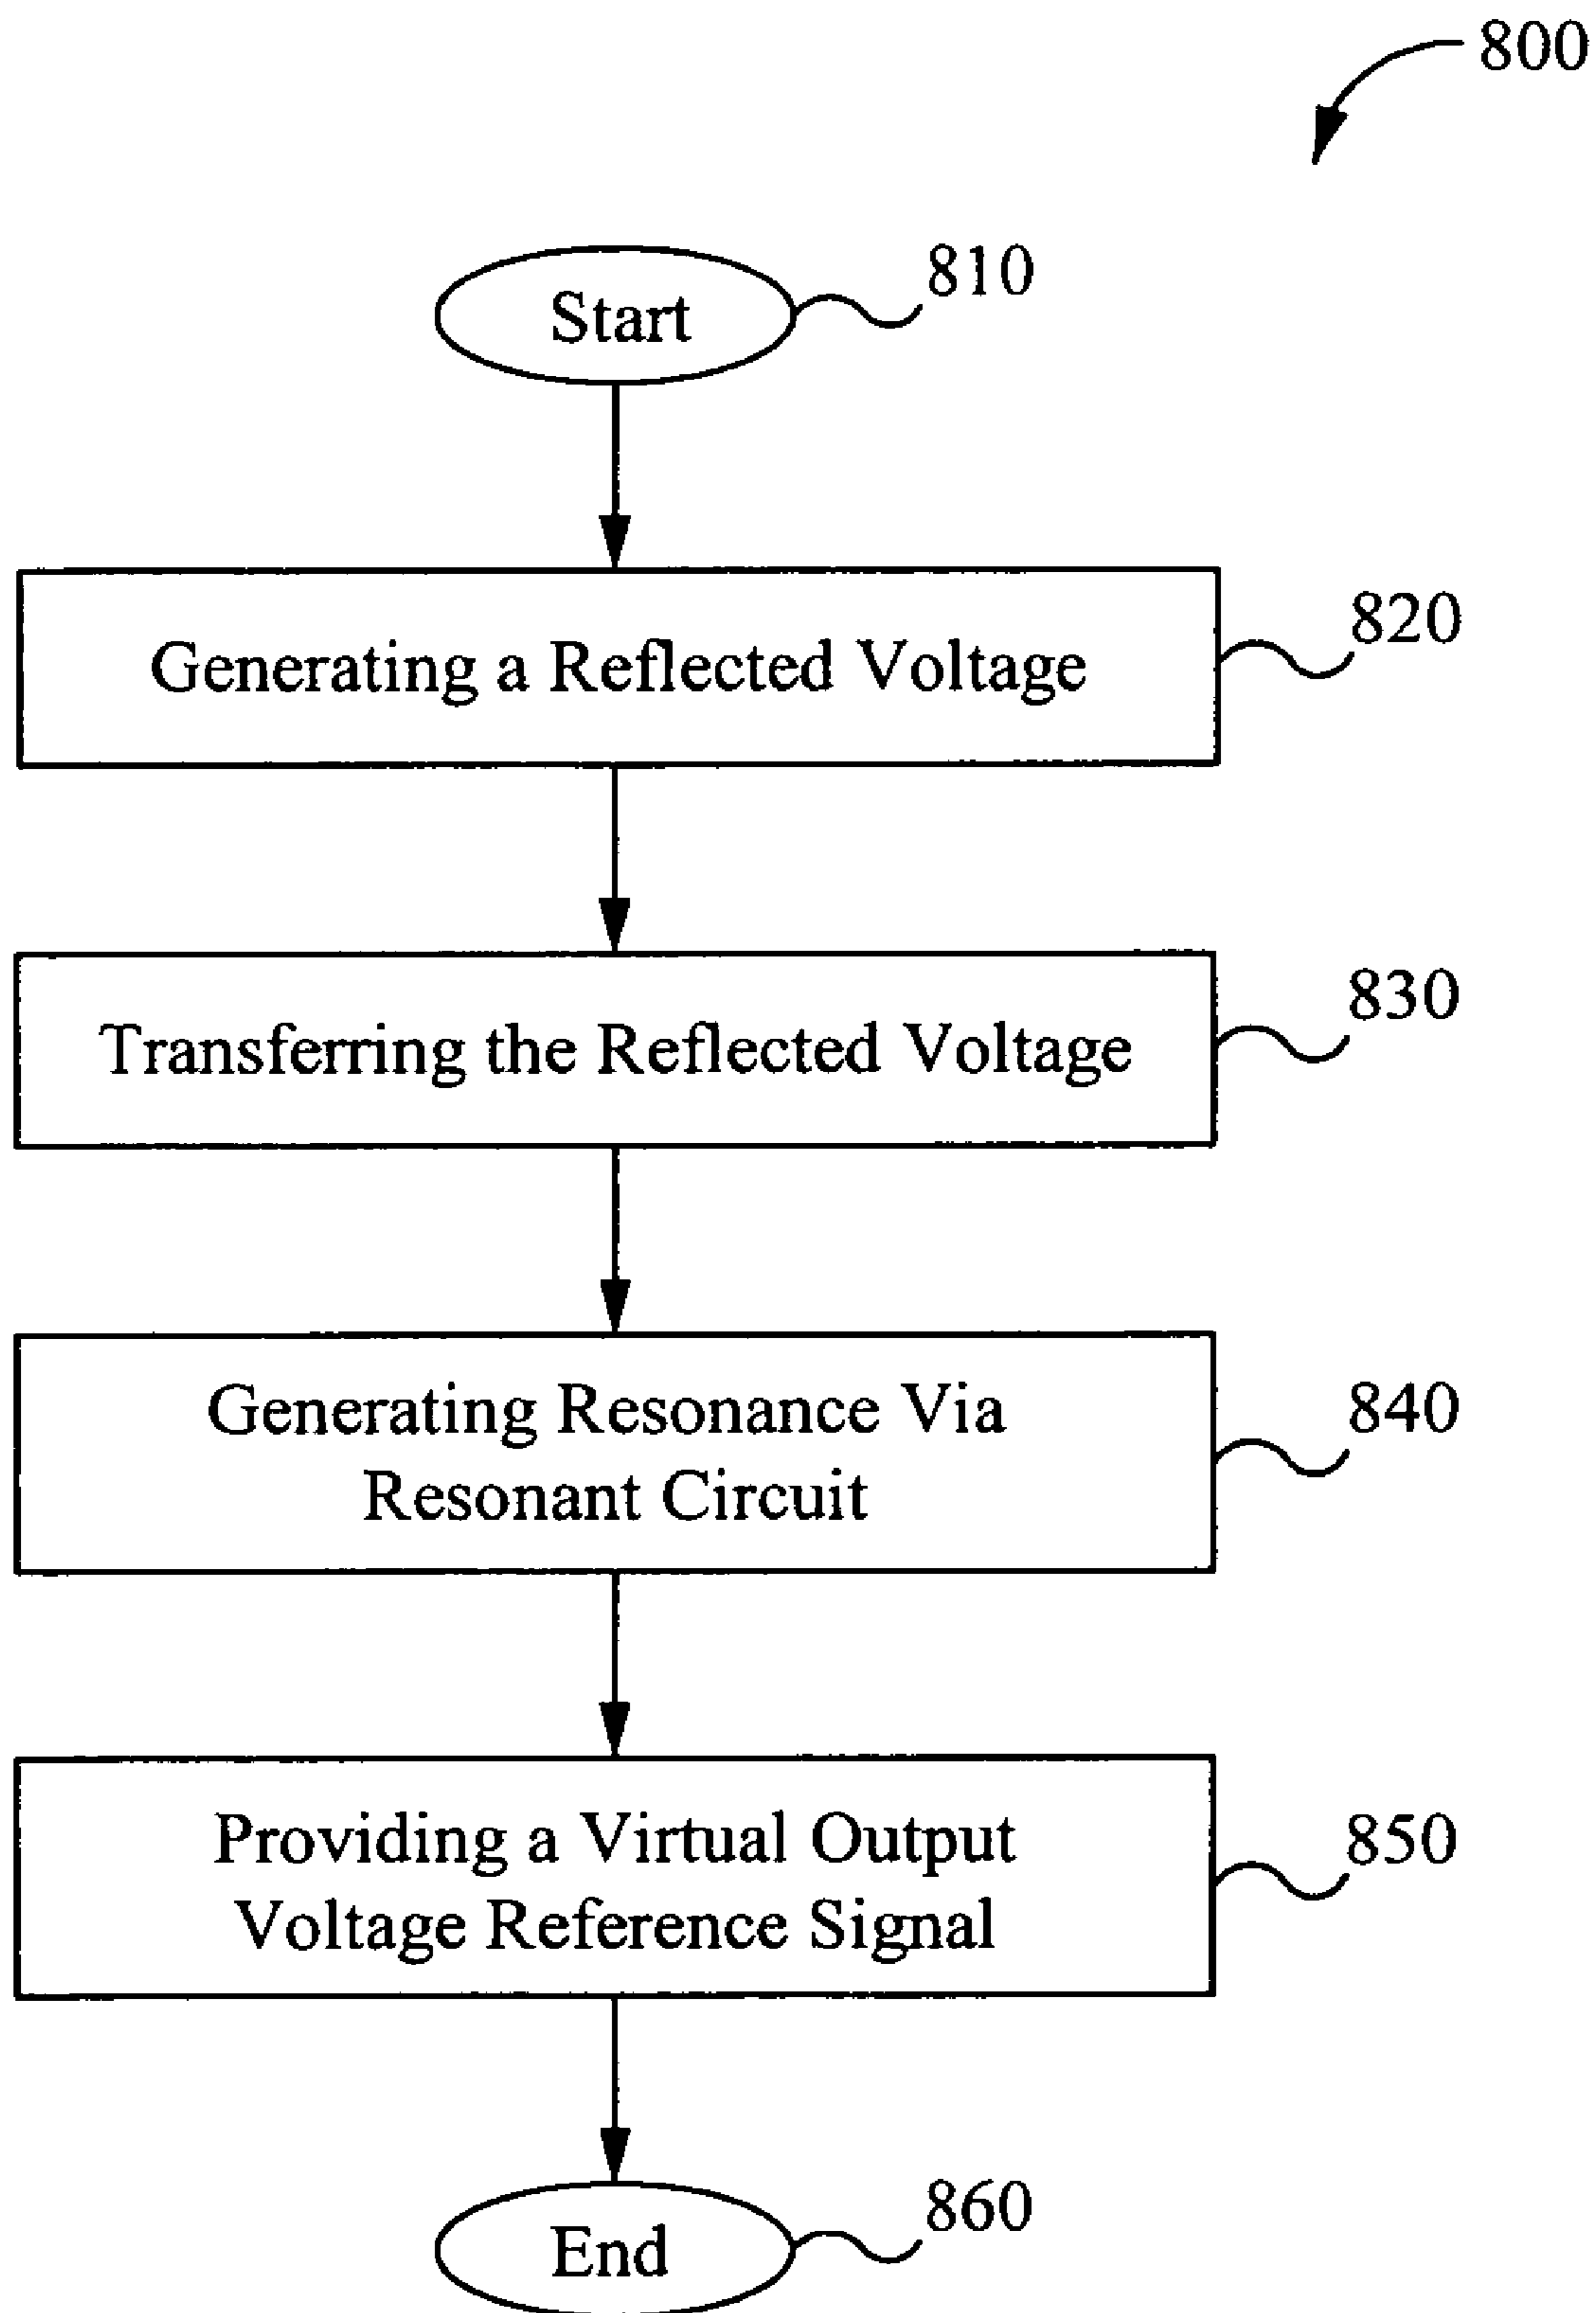 800
Start
810
Generating a Reflected Voltage
820
Transferring the Reflected Voltage
830
Generating Resonance Via
Resonant Circuit
840
Providing a Virtual Output
Voltage Reference Signal
850
End
860